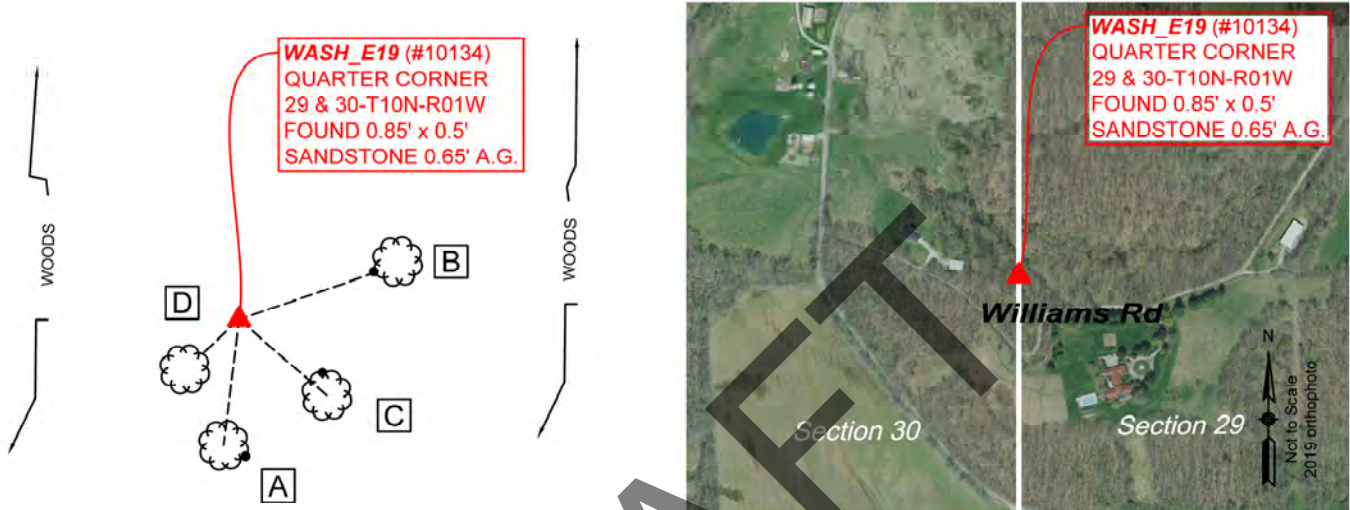 WASH_E19 (#10134)
QUARTER CORNER
29 & 30-T10N-R01W
FOUND 0.85' x 0.5'
SANDSTONE 0.65' A.G.
WOODS
WOODS
B
D
C
A
WASH_E19 (#10134)
QUARTER CORNER
29 & 30-T10N-R01W
FOUND 0.85' x 0.5'
SANDSTONE 0.65' A.G.
Williams Rd
Section 30
Section 29
N
Not to Scale
2019 orthophoto